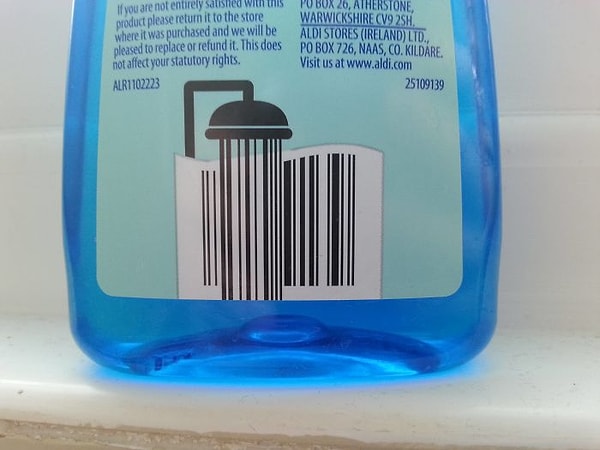 If you are not entirely satisfied with this
product please return it to the store
where it was purchased and we will be
pleased to replace or refund it. This does
not affect your statutory rights.
ALR1102223
PO BOX 26, ATHERSTONE,
WARWICKSHIRE CV9 2SH.
ALDI STORES (IRELAND) LTD.,
PO BOX 726, NAAS, CO. KILDARE.
Visit us at www.aldi.com
25109139